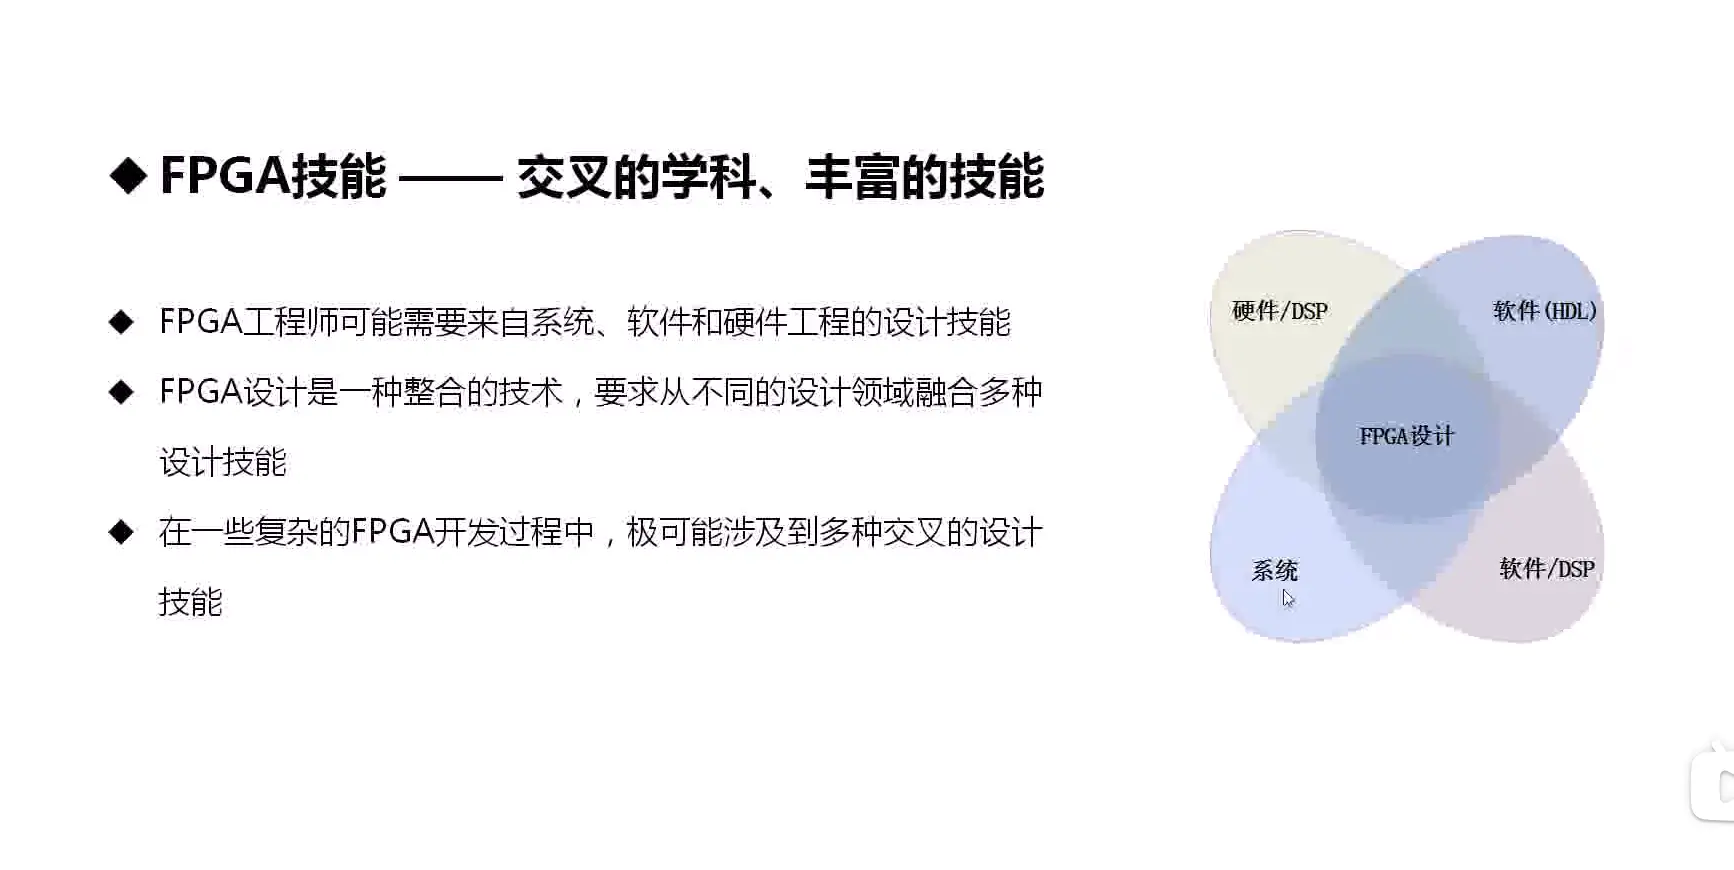 ◆ FPGA技能 —— 交叉的学科、丰富的技能
◆ FPGA工程师可能需要来自系统、软件和硬件工程的设计技能
◆ FPGA设计是一种整合的技术，要求从不同的设计领域融合多种
设计技能
◆ 在一些复杂的FPGA开发过程中，极可能涉及到多种交叉的设计
技能
硬件/DSP
软件(HDL)
FPGA设计
系统
软件/DSP